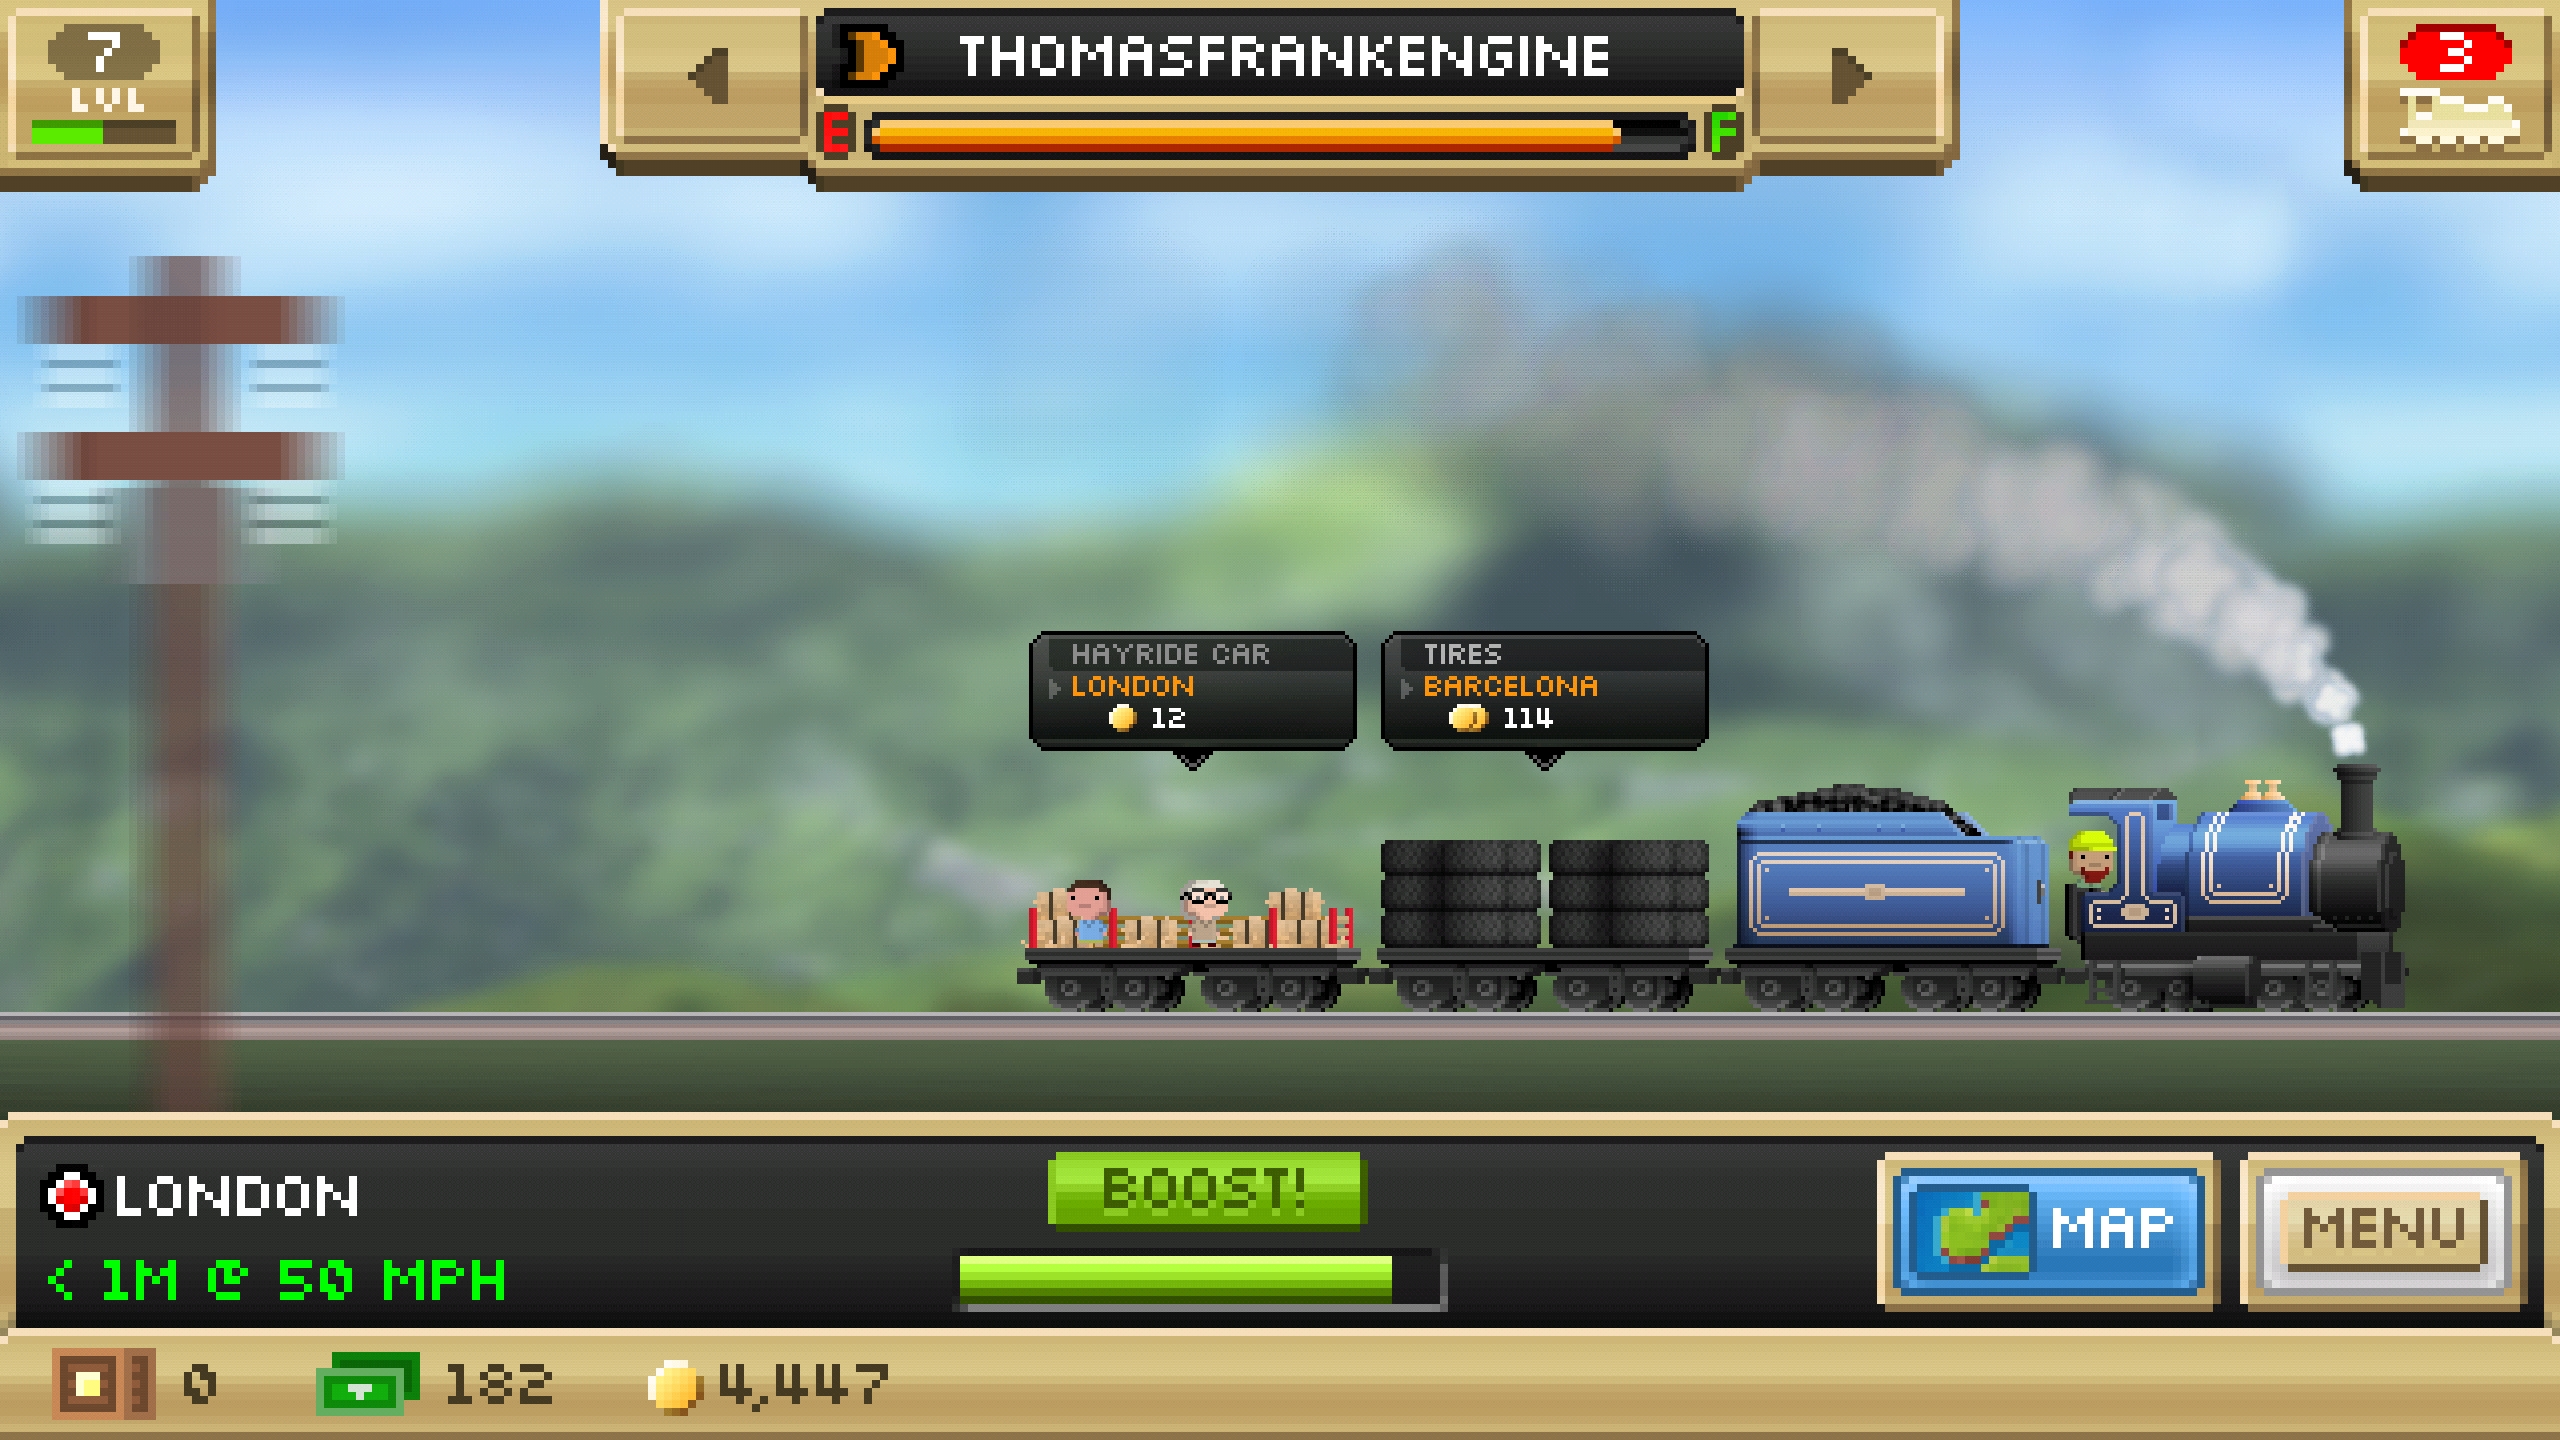 7
LVL
THOMASFRANKENGINE
E F
3
HAYRIDE CAR
LONDON
12
TIRES
BARCELONA
114
LONDON
< 1M @ 50 MPH
BOOST!
MAP
MENU
0
182
4,447